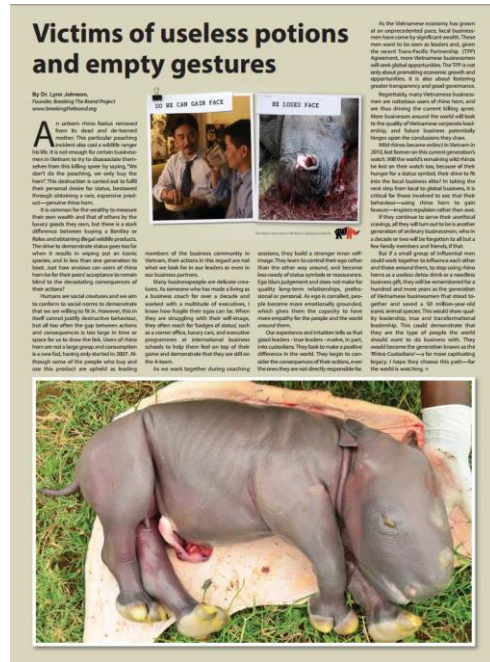 Victims of useless potions
and empty gestures
By Dr. Lynn Johnson,
Founder, Breaking The Brand Project
www.breakingthebrand.org
An unborn rhino foetus removed
from its dead and de-horned
mother. This particular poaching
incident also cost a wildlife ranger
his life. It is not enough for certain business-
men in Vietnam to try to disassociate them-
selves from this killing spree by saying, "We
don't do the poaching, we only buy the
horn". This destruction is carried out to fulfil
their personal desire for status, bestowed
through obtaining a rare, expensive prod-
uct—genuine rhino horn.
It is common for the wealthy to measure
their own wealth and that of others by the
luxury goods they own, but there is a stark
difference between buying a Bentley or
Rolex and obtaining illegal wildlife products.
The drive to demonstrate status goes too far
when it results in wiping out an iconic
species, and in less than one generation to
boot. Just how anxious can users of rhino
horn be for their peers' acceptance to remain
blind to the devastating consequences of
their actions?
Humans are social creatures and we aim
to conform to social norms to demonstrate
that we are willing to fit in. However, this in
itself cannot justify destructive behaviour,
but all too often the gap between actions
and consequences is too large in time or
space for us to draw the link. Users of rhino
horn are not a large group and consumption
is a new fad, having only started in 2007. Al-
though some of the people who buy and
use this product are upheld as leading
SO HE CAN GAIN FACE
HE LOSES FACE
members of the business community in
Vietnam, their actions in this regard are not
what we look for in our leaders or even in
our business partners.
Many businesspeople are delicate crea-
tures. As someone who has made a living as
a business coach for over a decade and
worked with a multitude of executives, I
know how fragile their egos can be. When
they are struggling with their self-image,
they often reach for 'badges of status', such
as a corner office, luxury cars, and executive
programmes at international business
schools to help them feel on top of their
game and demonstrate that they are still on
the A-team.
As we work together during coaching
sessions, they build a stronger inner self-
image. They learn to control their ego rather
than the other way around, and become
less needy of status symbols or reassurance.
Ego blurs judgement and does not make for
quality long-term relationships, profes-
sional or personal. As ego is cancelled, peo-
ple become more emotionally grounded,
which gives them the capacity to have
more empathy for the people and the world
around them.
Our experience and intuition tells us that
good leaders - true leaders - evolve, in part,
into custodians. They look to make a positive
difference in the world. They begin to con-
sider the consequences of their actions, even
the ones they are not directly responsible for.
As the Vietnamese economy has grown
at an unprecedented pace, local business-
men have come by significant wealth. These
men want to be seen as leaders and, given
the recent Trans-Pacific Partnership (TPP)
Agreement, more Vietnamese businessmen
will seek global opportunities. The TPP is not
only about promoting economic growth and
opportunities, it is also about fostering
greater transparency and good governance.
Regrettably, many Vietnamese business-
men are notorious users of rhino horn, and
are thus driving the current killing spree.
More businessmen around the world will look
to the quality of Vietnamese corporate lead-
ership, and future business potentially
hinges upon the conclusions they draw.
Wild rhinos became extinct in Vietnam in
2010, lost forever on this current generation's
watch. Will the world's remaining wild rhinos
be lost on their watch too, because of their
hunger for a status symbol, their drive to fit
into the local business elite? In taking the
next step from local to global business, it is
critical for those involved to see that their
behaviour—using rhino horn to gain
favours—inspires repulsion rather than awe.
If they continue to serve their unethical
cravings, all they will turn out to be is another
generation of ordinary businessmen, who in
a decade or two will be forgotten to all but a
few family members and friends, if that.
But if a small group of influential men
could work together to influence each other
and those around them, to stop using rhino
horns as a useless detox drink or a needless
business gift, they will be remembered for a
hundred and more years as the generation
of Vietnamese businessmen that stood to-
gether and saved a 50 million-year-old
iconic animal species. This would show qual-
ity leadership, true and transformational
leadership. This could demonstrate that
they are the type of people the world
should want to do business with. They
would become the generation known as the
'Rhino Custodians'—a far more captivating
legacy. I hope they choose this path—for
the world is watching.